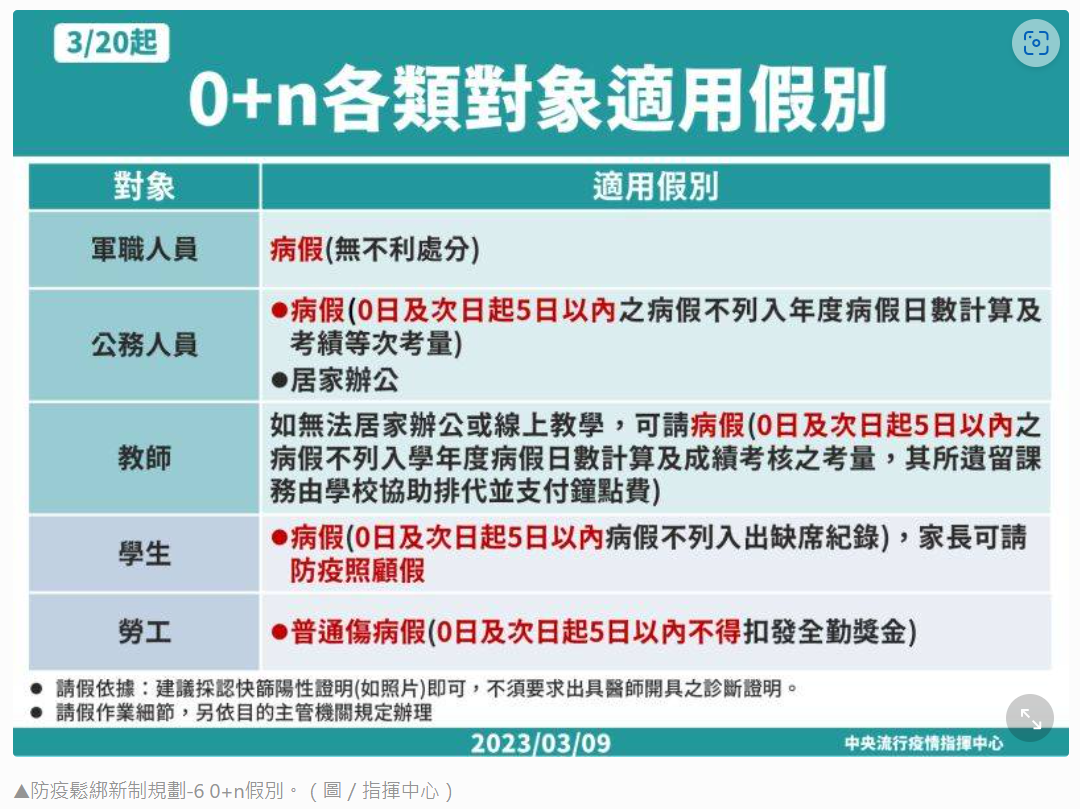 3/20起
0+n各類對象適用假別
對象
適用假別
軍職人員
病假(無不利處分)
公務人員
●病假(0日及次日起5日以內之病假不列入年度病假日數計算及
考績等次考量)
●居家辦公
教師
如無法居家辦公或線上教學，可請病假(0日及次日起5日以內之
病假不列入學年度病假日數計算及成績考核之考量，其所遺留課
務由學校協助排代並支付鐘點費)
學生
●病假(0日及次日起5日以內病假不列入出缺席紀錄)，家長可請
防疫照顧假
勞工
●普通傷病假(0日及次日起5日以內不得扣發全勤獎金)
● 請假依據：建議採認快篩陽性證明(如照片)即可，不須要求出具醫師開具之診斷證明。
● 請假作業細節，另依目的主管機關規定辦理
2023/03/09
中央流行疫情指揮中心
▲防疫鬆綁新制規劃-6 0+n假別。（圖／指揮中心）